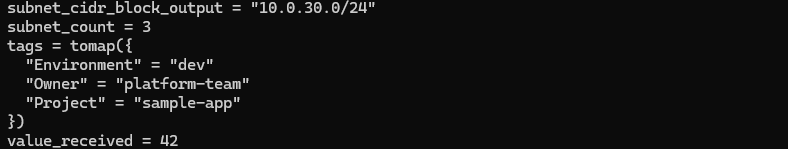 subnet_cidr_block_output = "10.0.30.0/24"
subnet_count = 3
tags = tomap({
  "Environment" = "dev"
  "Owner" = "platform-team"
  "Project" = "sample-app"
})
value_received = 42